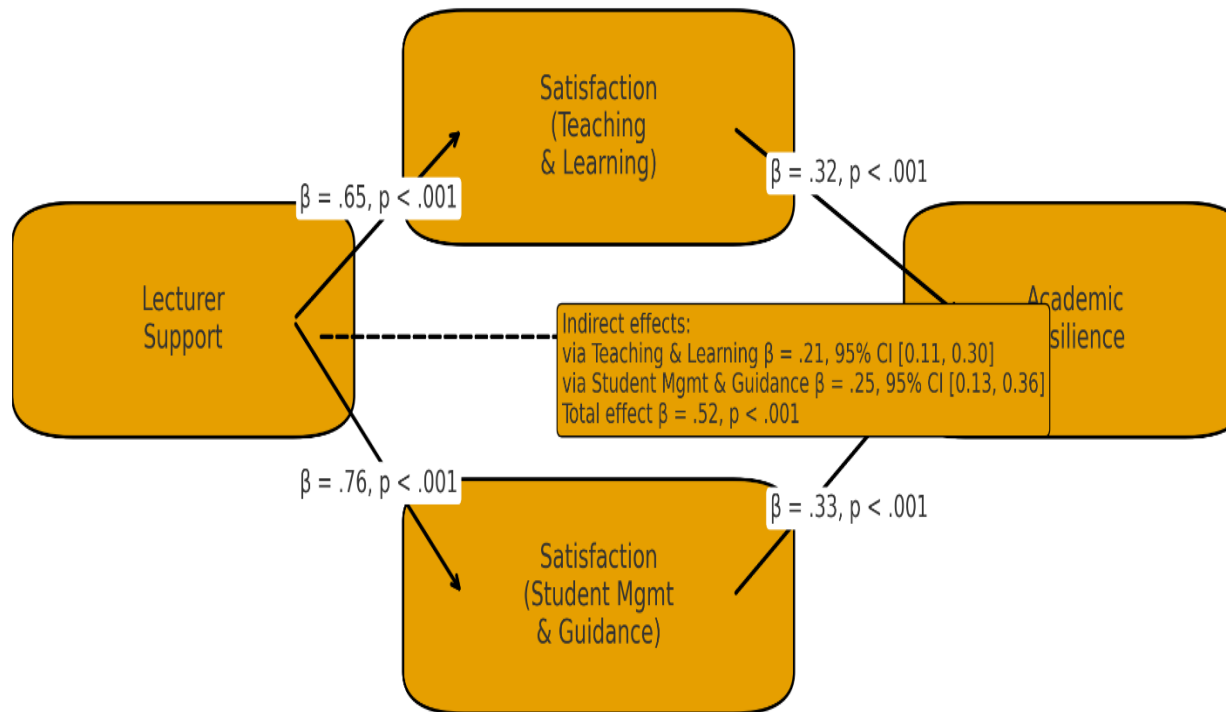 Satisfaction
(Teaching
& Learning)
β = .65, p < .001
β = .32, p < .001
Lecturer
Support
Academic
Indirect effects:
via Teaching & Learning β = .21, 95% CI [0.11, 0.30]
via Student Mgmt & Guidance β = .25, 95% CI [0.13, 0.36]
Total effect β = .52, p < .001
β = .76, p < .001
β = .33, p < .001
Satisfaction
(Student Mgmt
& Guidance)